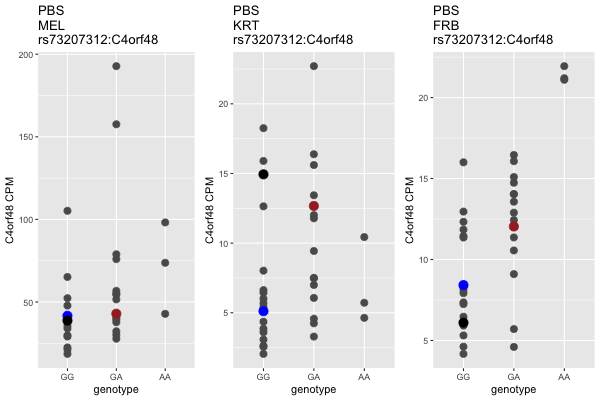 PBS
MEL
rs73207312:C4orf48
200
150
100
50
C4orf48 CPM
GG GA AA
genotype
PBS
KRT
rs73207312:C4orf48
20
15
10
5
C4orf48 CPM
GG GA AA
genotype
PBS
FRB
rs73207312:C4orf48
20
15
10
5
C4orf48 CPM
GG GA AA
genotype